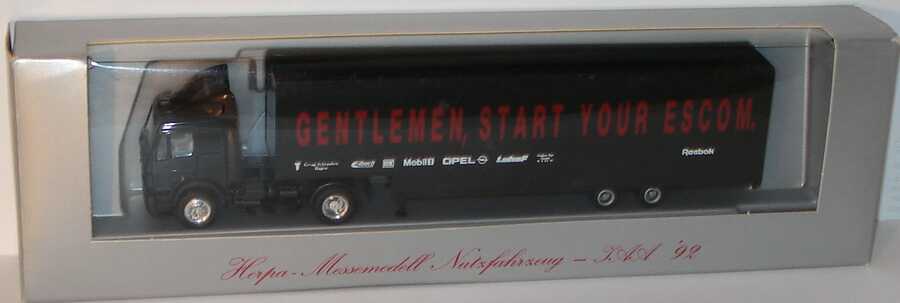 GENTLEMEN, START YOUR ESCOM.
Mobil OPEL Reebok
Herpa-Messemodell Nutzfahrzeug – IAA '92